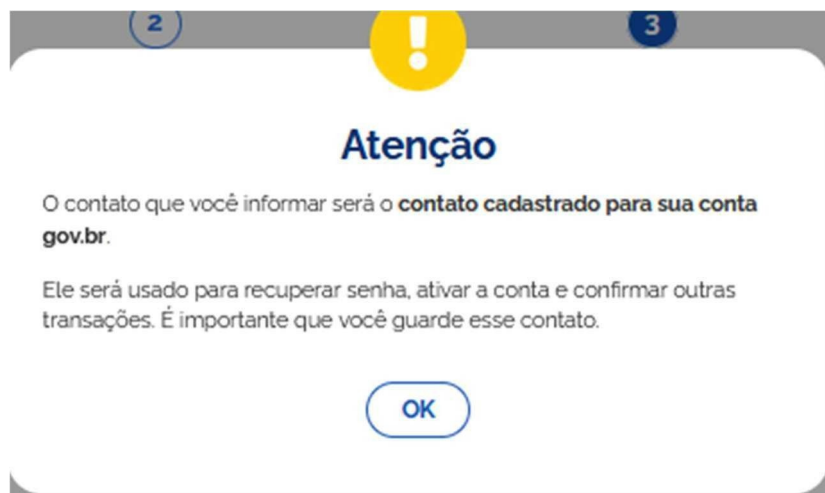 2
3
Atenção
O contato que você informar será o contato cadastrado para sua conta
gov.br.
Ele será usado para recuperar senha, ativar a conta e confirmar outras
transações. É importante que você guarde esse contato.
OK